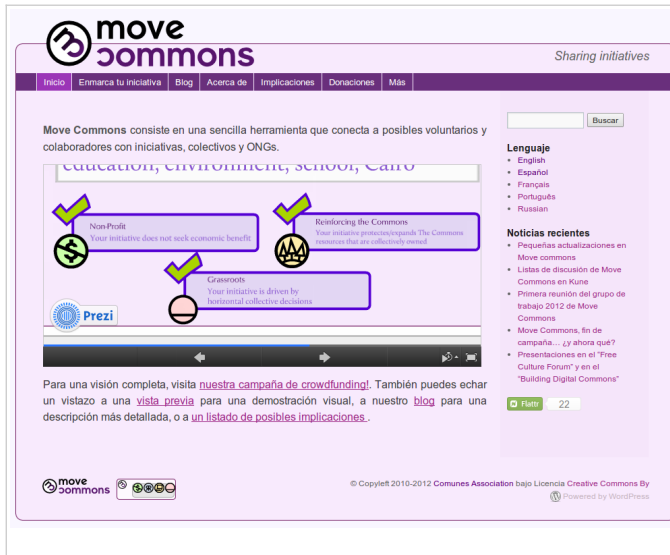 move
commons
Sharing initiatives
Inicio Enmarca tu iniciativa Blog Acerca de Implicaciones Donaciones Más
Move Commons consiste en una sencilla herramienta que conecta a posibles voluntarios y
colaboradores con iniciativas, colectivos y ONGs.
education, environment, school, Cairo
Non-Profit
Your initiative does not seek economic benefit
Reinforcing the Commons
Your initiative protectes/expands The Commons
resources that are collectively owned
Grassroots
Your initiative is driven by
horizontal collective decisions
Prezi
Para una visión completa, visita nuestra campaña de crowdfunding!. También puedes echar
un vistazo a una vista previa para una demostración visual, a nuestro blog para una
descripción más detallada, o a un listado de posibles implicaciones .
Buscar
Lenguaje
English
Español
Français
Português
Russian
Noticias recientes
Pequeñas actualizaciones en
Move commons
Listas de discusión de Move
Commons en Kune
Primera reunión del grupo de
trabajo 2012 de Move
Commons
Move Commons, fin de
campaña… ¿y ahora qué?
Presentaciones en el "Free
Culture Forum" y en el
"Building Digital Commons"
Flattr 22
move
commons
© Copyleft 2010-2012 Comunes Association bajo Licencia Creative Commons By
Powered by WordPress